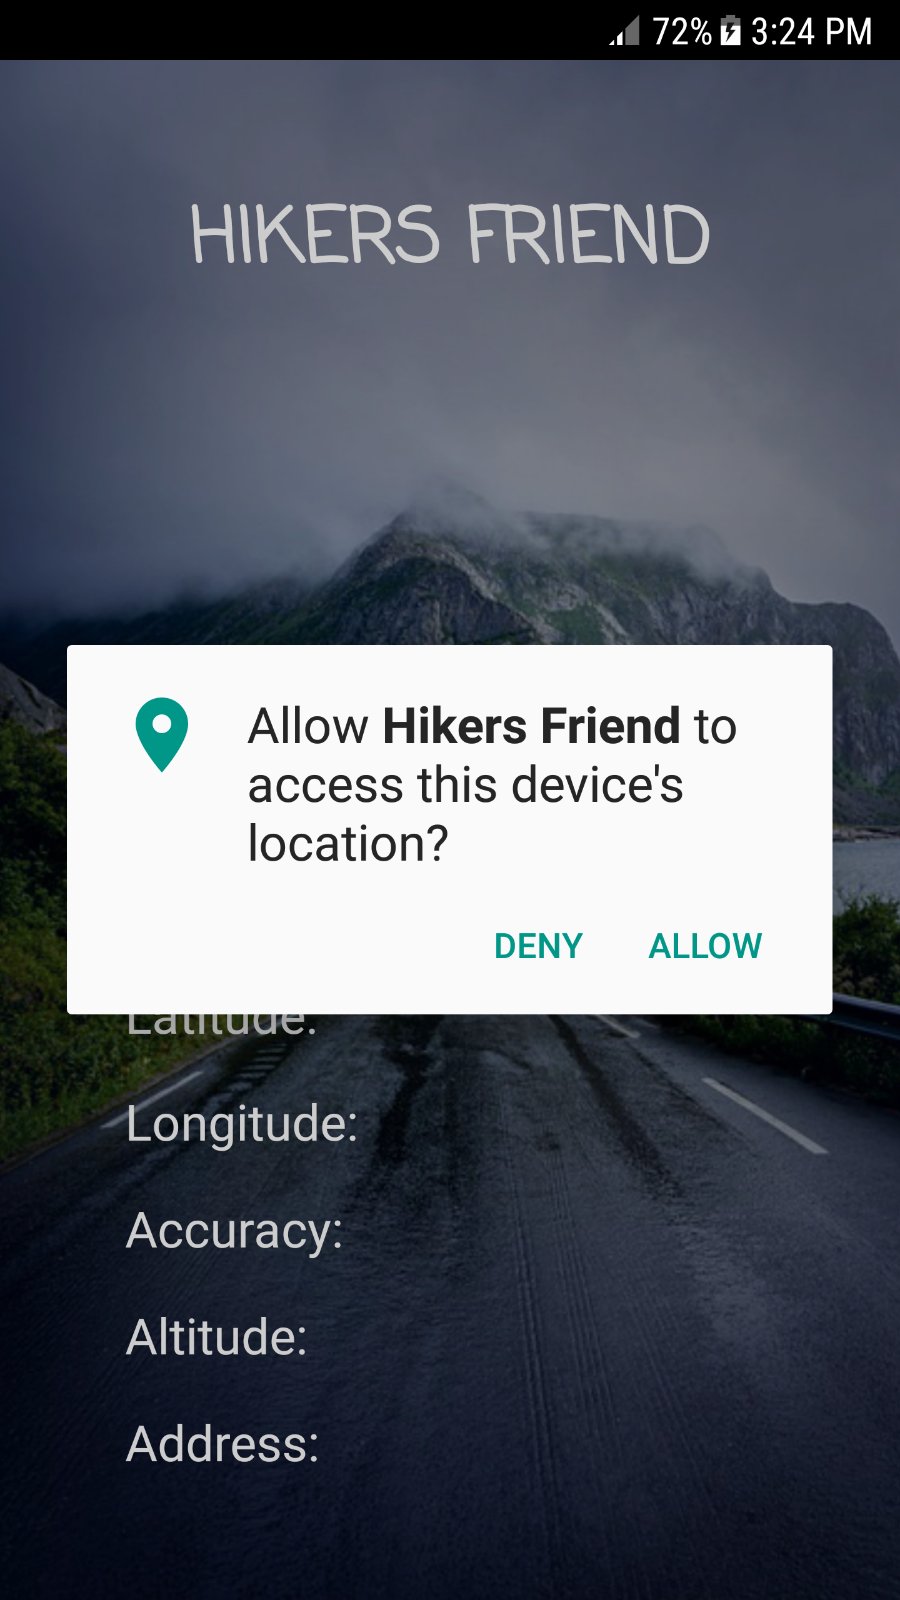 72% 3:24 PM
HIKERS FRIEND
Allow Hikers Friend to
access this device's
location?
DENY ALLOW
Latitude:
Longitude:
Accuracy:
Altitude:
Address: